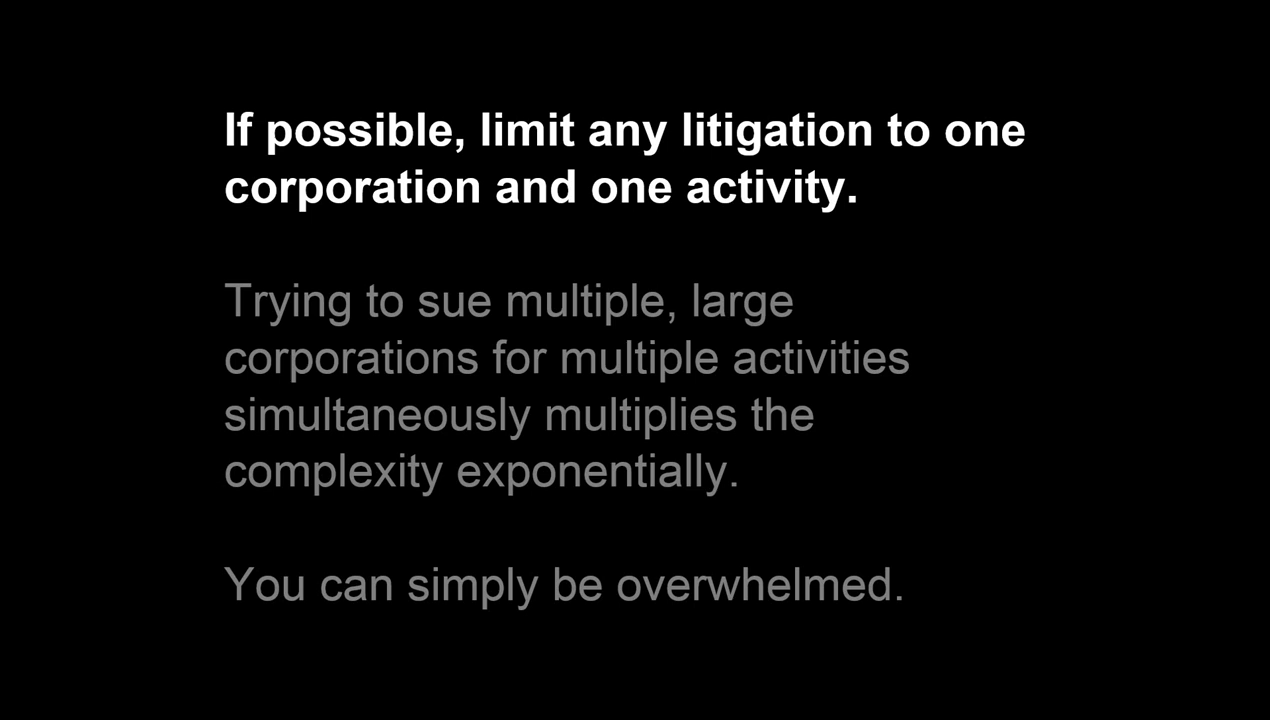 If possible, limit any litigation to one
corporation and one activity.
Trying to sue multiple, large
corporations for multiple activities
simultaneously multiplies the
complexity exponentially.
You can simply be overwhelmed.